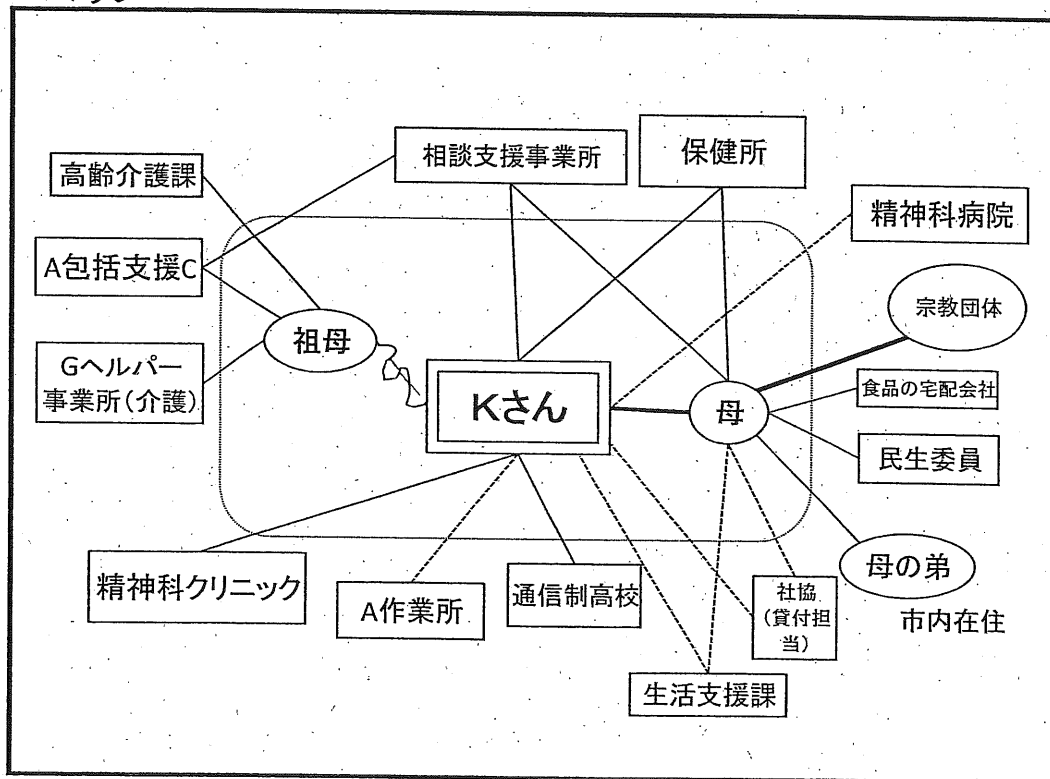 相談支援事業所
保健所
高齢介護課
精神科病院
A包括支援C
宗教団体
祖母
Gヘルパー
事業所(介護)
Kさん
母
食品の宅配会社
民生委員
精神科クリニック
A作業所
通信制高校
社協
(貸付担
当)
母の弟
市内在住
生活支援課